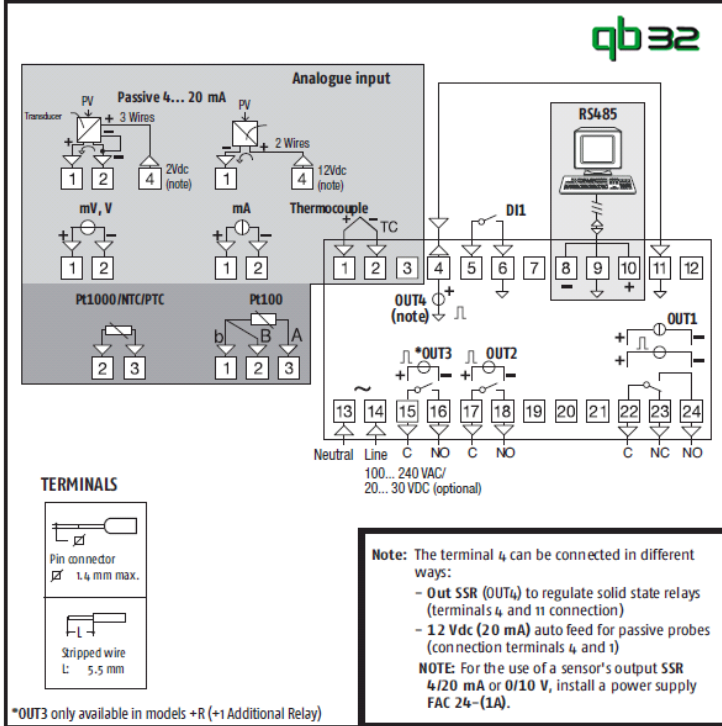 qb 32
Analogue input
Passive 4... 20 mA
PV
Transducer
+ 3 Wires
-
+
-
1 2 4
2Vdc
(note)
PV
+
2 Wires
-
1 4
12Vdc
(note)
mV, V
+ -
1 2
mA
+ -
1 2
Thermocouple
+ - TC
Pt1000/NTC/PTC
2 3
Pt100
b B A
1 2 3
RS485
DI1
1 2 3 4 5 6 7 8 9 10 11 12
- +
OUT4
(note)
+
OUT1
+ -
+ -
*OUT3
+ -
OUT2
+ -
~
13 14 15 16 17 18 19 20 21 22 23 24
Neutral Line C NO C NO C NC NO
100... 240 VAC/
20... 30 VDC (optional)
TERMINALS
Pin connector
1.4 mm max.
L
Stripped wire
L: 5.5 mm
Note: The terminal 4 can be connected in different
ways:
- Out SSR (OUT4) to regulate solid state relays
(terminals 4 and 11 connection)
- 12 Vdc (20 mA) auto feed for passive probes
(connection terminals 4 and 1)
NOTE: For the use of a sensor's output SSR
4/20 mA or 0/10 V, install a power supply
FAC 24-(1A).
*OUT3 only available in models +R (+1 Additional Relay)